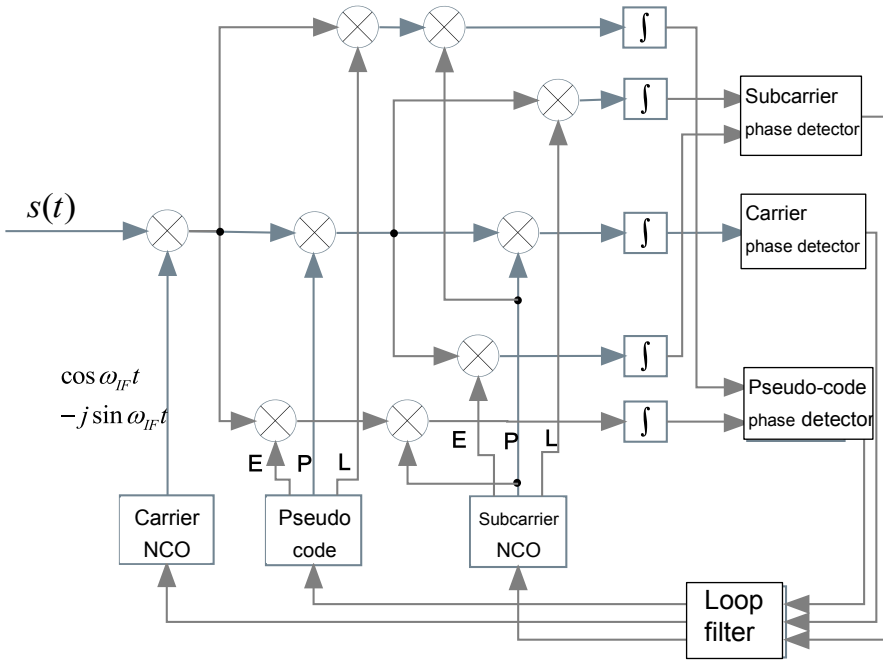 ∫
∫
Subcarrier
phase detector
s(t)
∫
Carrier
phase detector
∫
cos ω_IF t
−j sin ω_IF t
Pseudo-code
phase detector
∫
E P L
E P L
Carrier
NCO
Pseudo
code
Subcarrier
NCO
Loop
filter